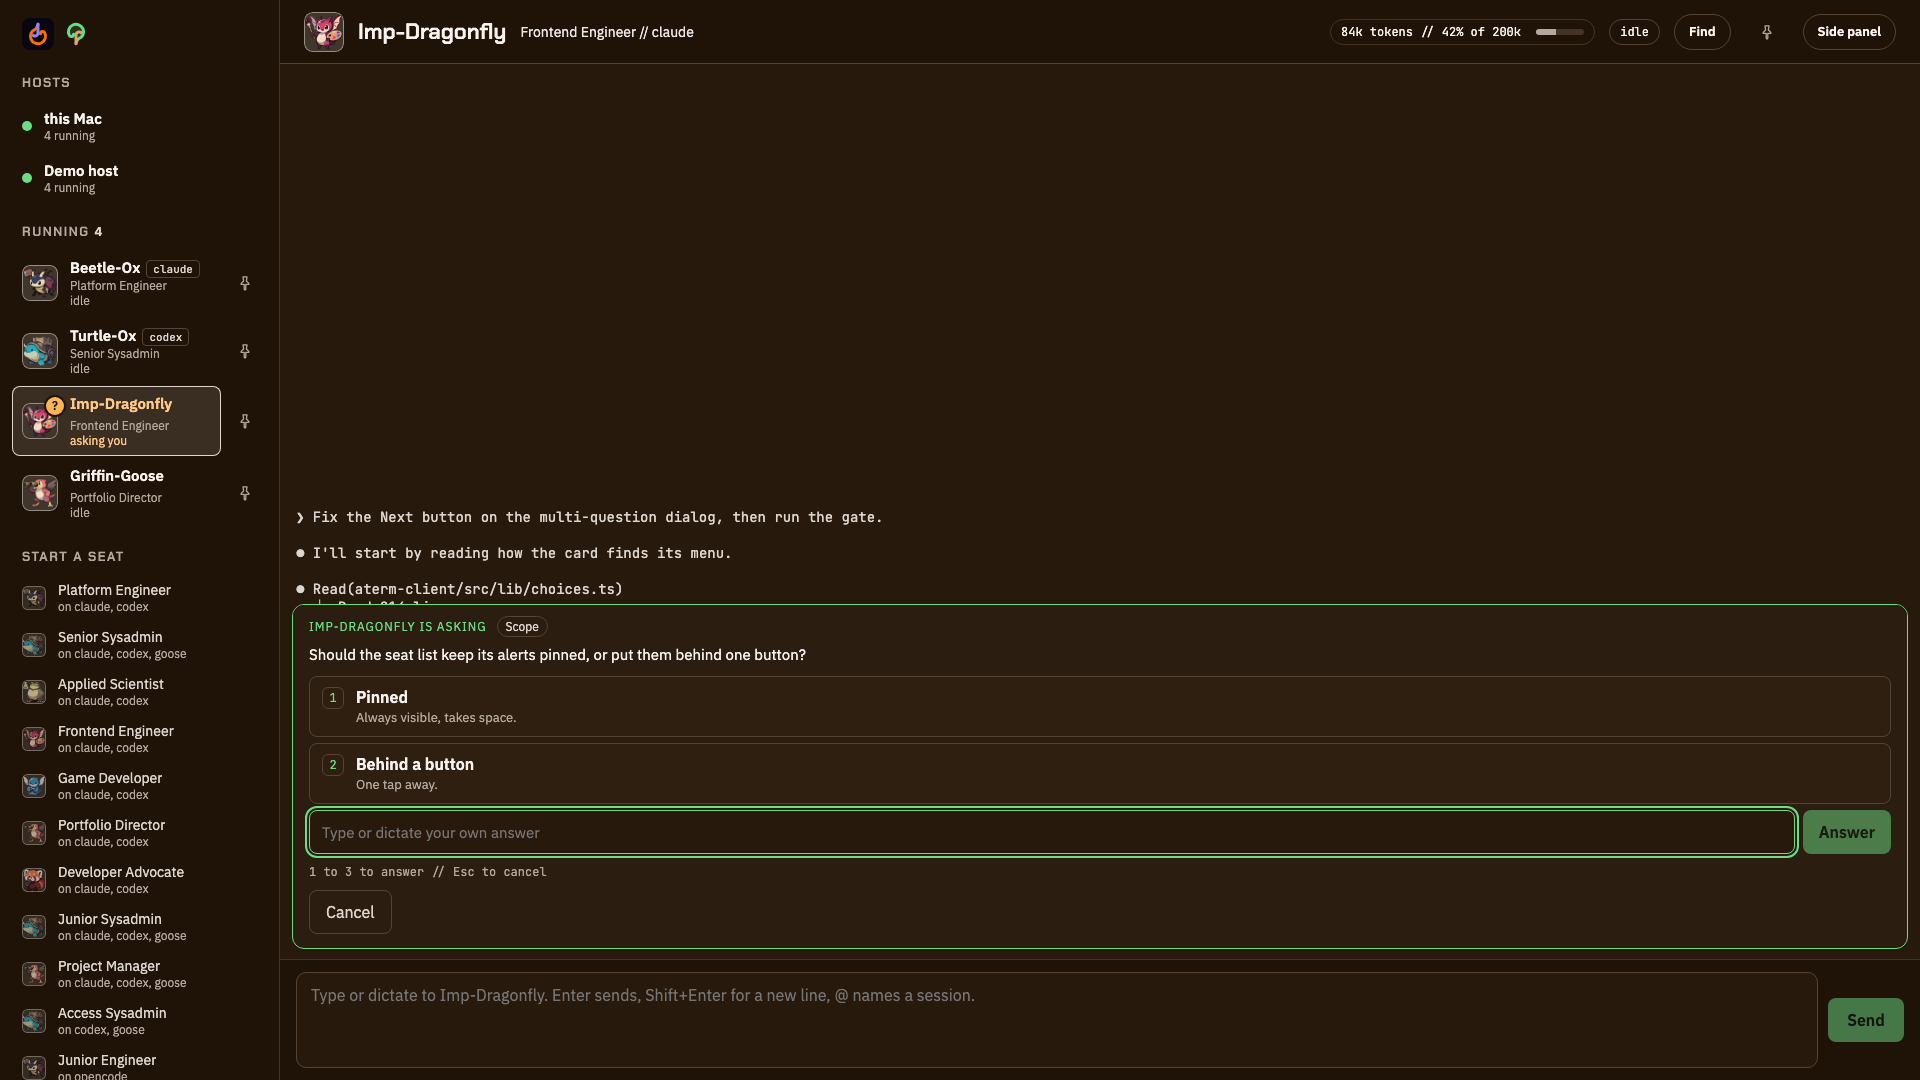 HOSTS
this Mac
4 running
Demo host
4 running
RUNNING 4
Beetle-Ox claude
Platform Engineer
idle
Turtle-Ox codex
Senior Sysadmin
idle
?
Imp-Dragonfly
Frontend Engineer
asking you
Griffin-Goose
Portfolio Director
idle
START A SEAT
Platform Engineer
on claude, codex
Senior Sysadmin
on claude, codex, goose
Applied Scientist
on claude, codex
Frontend Engineer
on claude, codex
Game Developer
on claude, codex
Portfolio Director
on claude, codex
Developer Advocate
on claude, codex
Junior Sysadmin
on claude, codex, goose
Project Manager
on claude, codex, goose
Access Sysadmin
on codex, goose
Junior Engineer
on opencode
Imp-Dragonfly Frontend Engineer // claude
84k tokens // 42% of 200k
idle
Find
Side panel
❯ Fix the Next button on the multi-question dialog, then run the gate.
● I'll start by reading how the card finds its menu.
● Read(aterm-client/src/lib/choices.ts)
IMP-DRAGONFLY IS ASKING Scope
Should the seat list keep its alerts pinned, or put them behind one button?
1 Pinned
Always visible, takes space.
2 Behind a button
One tap away.
Type or dictate your own answer
Answer
1 to 3 to answer // Esc to cancel
Cancel
Type or dictate to Imp-Dragonfly. Enter sends, Shift+Enter for a new line, @ names a session.
Send